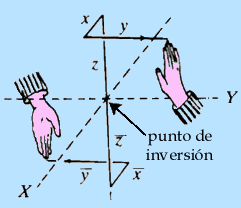 x y
z
Y
z̄
punto de
inversión
X ȳ x̄